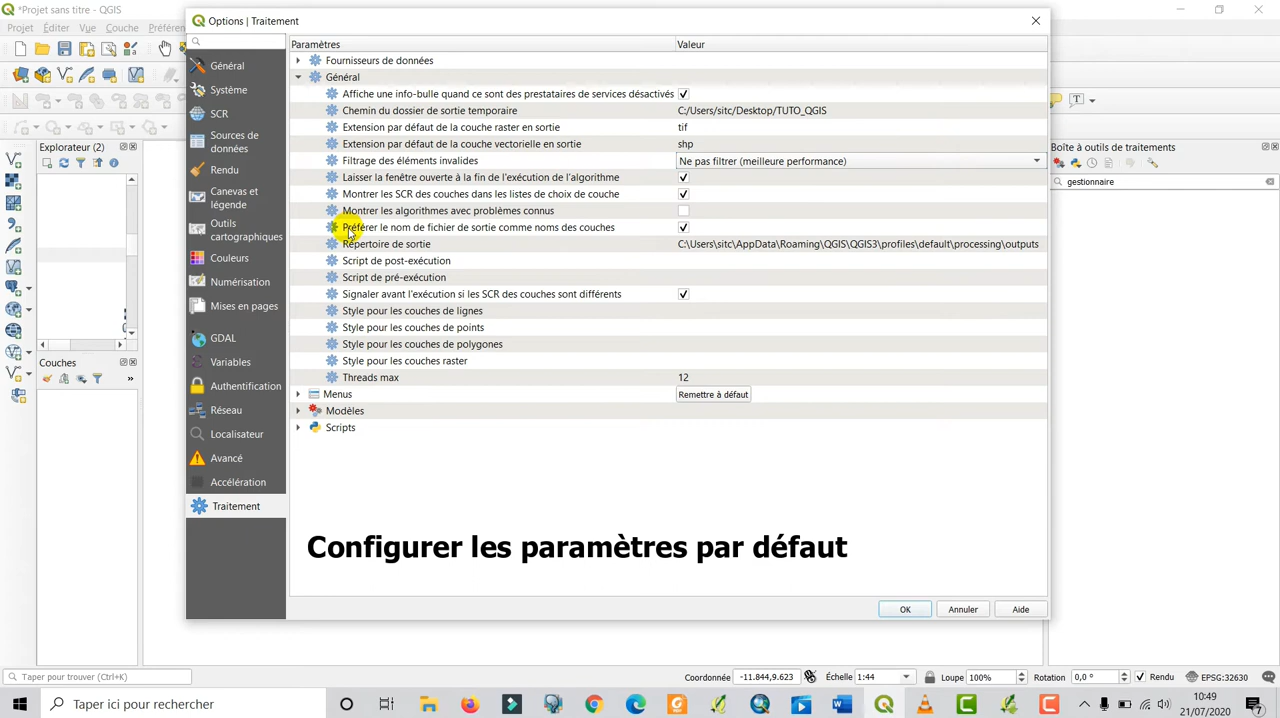 *Projet sans titre - QGIS
Options | Traitement
Projet Éditer Vue Couche Préféren
Paramètres Valeur
Fournisseurs de données
Général
Affiche une info-bulle quand ce sont des prestataires de services désactivés
Chemin du dossier de sortie temporaire C:/Users/sitc/Desktop/TUTO_QGIS
Extension par défaut de la couche raster en sortie tif
Extension par défaut de la couche vectorielle en sortie shp
Filtrage des éléments invalides Ne pas filtrer (meilleure performance)
Laisser la fenêtre ouverte à la fin de l'exécution de l'algorithme
Montrer les SCR des couches dans les listes de choix de couche
Montrer les algorithmes avec problèmes connus
Préférer le nom de fichier de sortie comme noms des couches
Répertoire de sortie C:\Users\sitc\AppData\Roaming\QGIS\QGIS3\profiles\default\processing\outputs
Script de post-exécution
Script de pré-exécution
Signaler avant l'exécution si les SCR des couches sont différents
Style pour les couches de lignes
Style pour les couches de points
Style pour les couches de polygones
Style pour les couches raster
Threads max 12
Menus Remettre à défaut
Modèles
Scripts
Général
Système
SCR
Sources de
données
Rendu
Canevas et
légende
Outils
cartographiques
Couleurs
Numérisation
Mises en pages
GDAL
Variables
Authentification
Réseau
Localisateur
Avancé
Accélération
Traitement
Explorateur (2)
Couches
»
Boîte à outils de traitements
gestionnaire
Configurer les paramètres par défaut
OK Annuler Aide
Taper pour trouver (Ctrl+K) Coordonnée -11.844,9.623 Échelle 1:44 Loupe 100% Rotation 0,0 ° Rendu EPSG:32630
Taper ici pour rechercher
10:49
21/07/2020
7